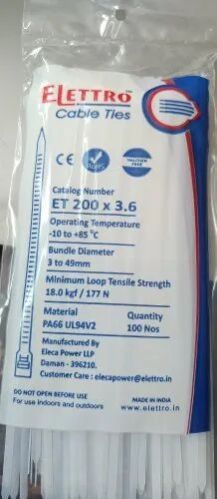 ELETTRO
Cable Ties
CE
Catalog Number
ET 200 x 3.6
Operating Temperature
-10 to +85 °C
Bundle Diameter
3 to 49mm
Minimum Loop Tensile Strength
18.0 kgf / 177 N
Material Quantity
PA66 UL94V2 100 Nos
Manufactured By
Eleca Power LLP
Daman - 396210.
Customer Care : elecapower@elettro.in
DO NOT OPEN BEFORE USE
For use indoors and outdoors
MADE IN INDIA
www.elettro.in